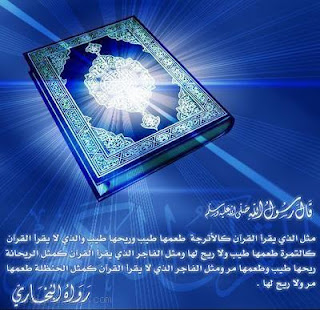 قال رسول الله صلى الله عليه وسلم
مثل الذي يقرأ القرآن كالأترجة طعمها طيب وريحها طيب والذي لا يقرأ القرآن
كالتمرة طعمها طيب ولا ريح لها ومثل الفاجر الذي يقرأ القرآن كمثل الريحانة
ريحها طيب وطعمها مر ومثل الفاجر الذي لا يقرأ القرآن كمثل الحنظلة طعمها
مر ولا ريح لها .
رواه البخاري